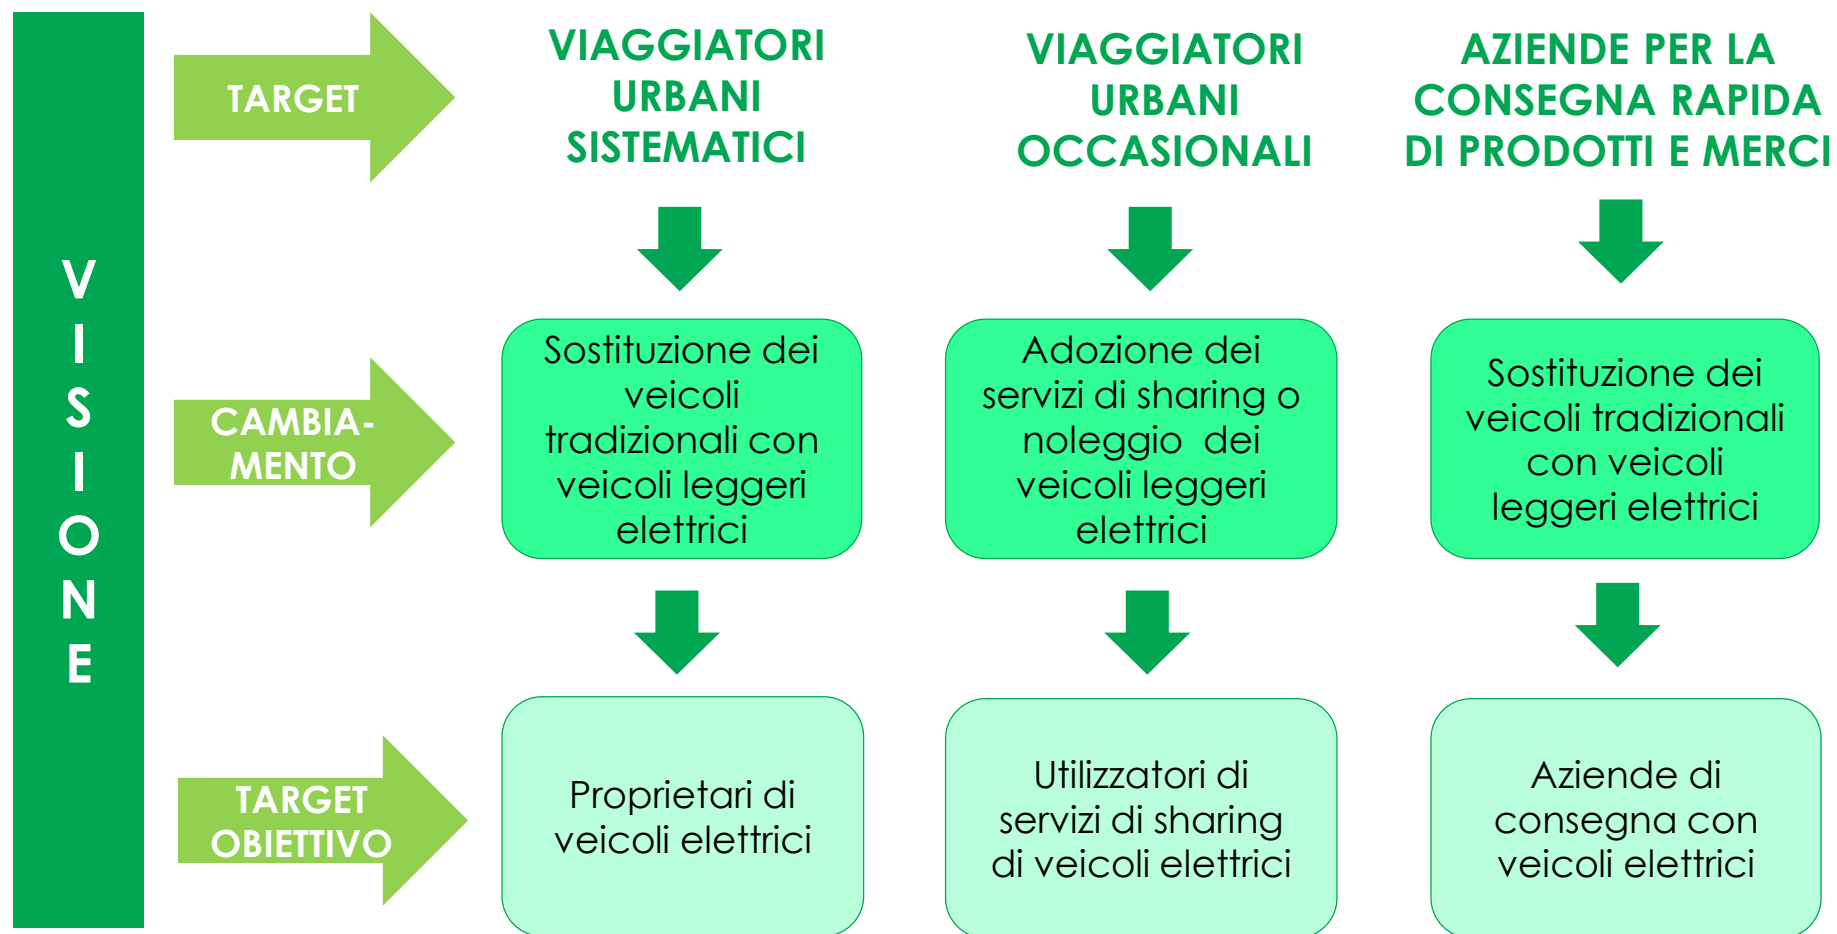 VISIONE
TARGET
VIAGGIATORI
URBANI
SISTEMATICI
VIAGGIATORI
URBANI
OCCASIONALI
AZIENDE PER LA
CONSEGNA RAPIDA
DI PRODOTTI E MERCI
CAMBIA-
MENTO
Sostituzione dei
veicoli
tradizionali con
veicoli leggeri
elettrici
Adozione dei
servizi di sharing o
noleggio dei
veicoli leggeri
elettrici
Sostituzione dei
veicoli tradizionali
con veicoli
leggeri elettrici
TARGET
OBIETTIVO
Proprietari di
veicoli elettrici
Utilizzatori di
servizi di sharing
di veicoli elettrici
Aziende di
consegna con
veicoli elettrici